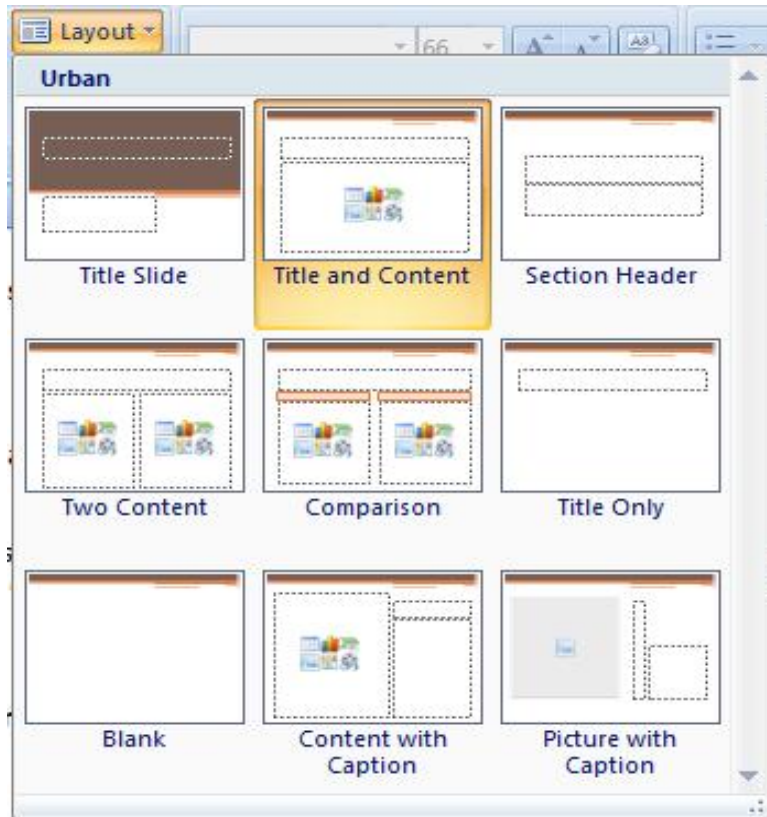 Layout
66
A A Aa
Urban
Title Slide
Title and Content
Section Header
Two Content
Comparison
Title Only
Blank
Content with
Caption
Picture with
Caption